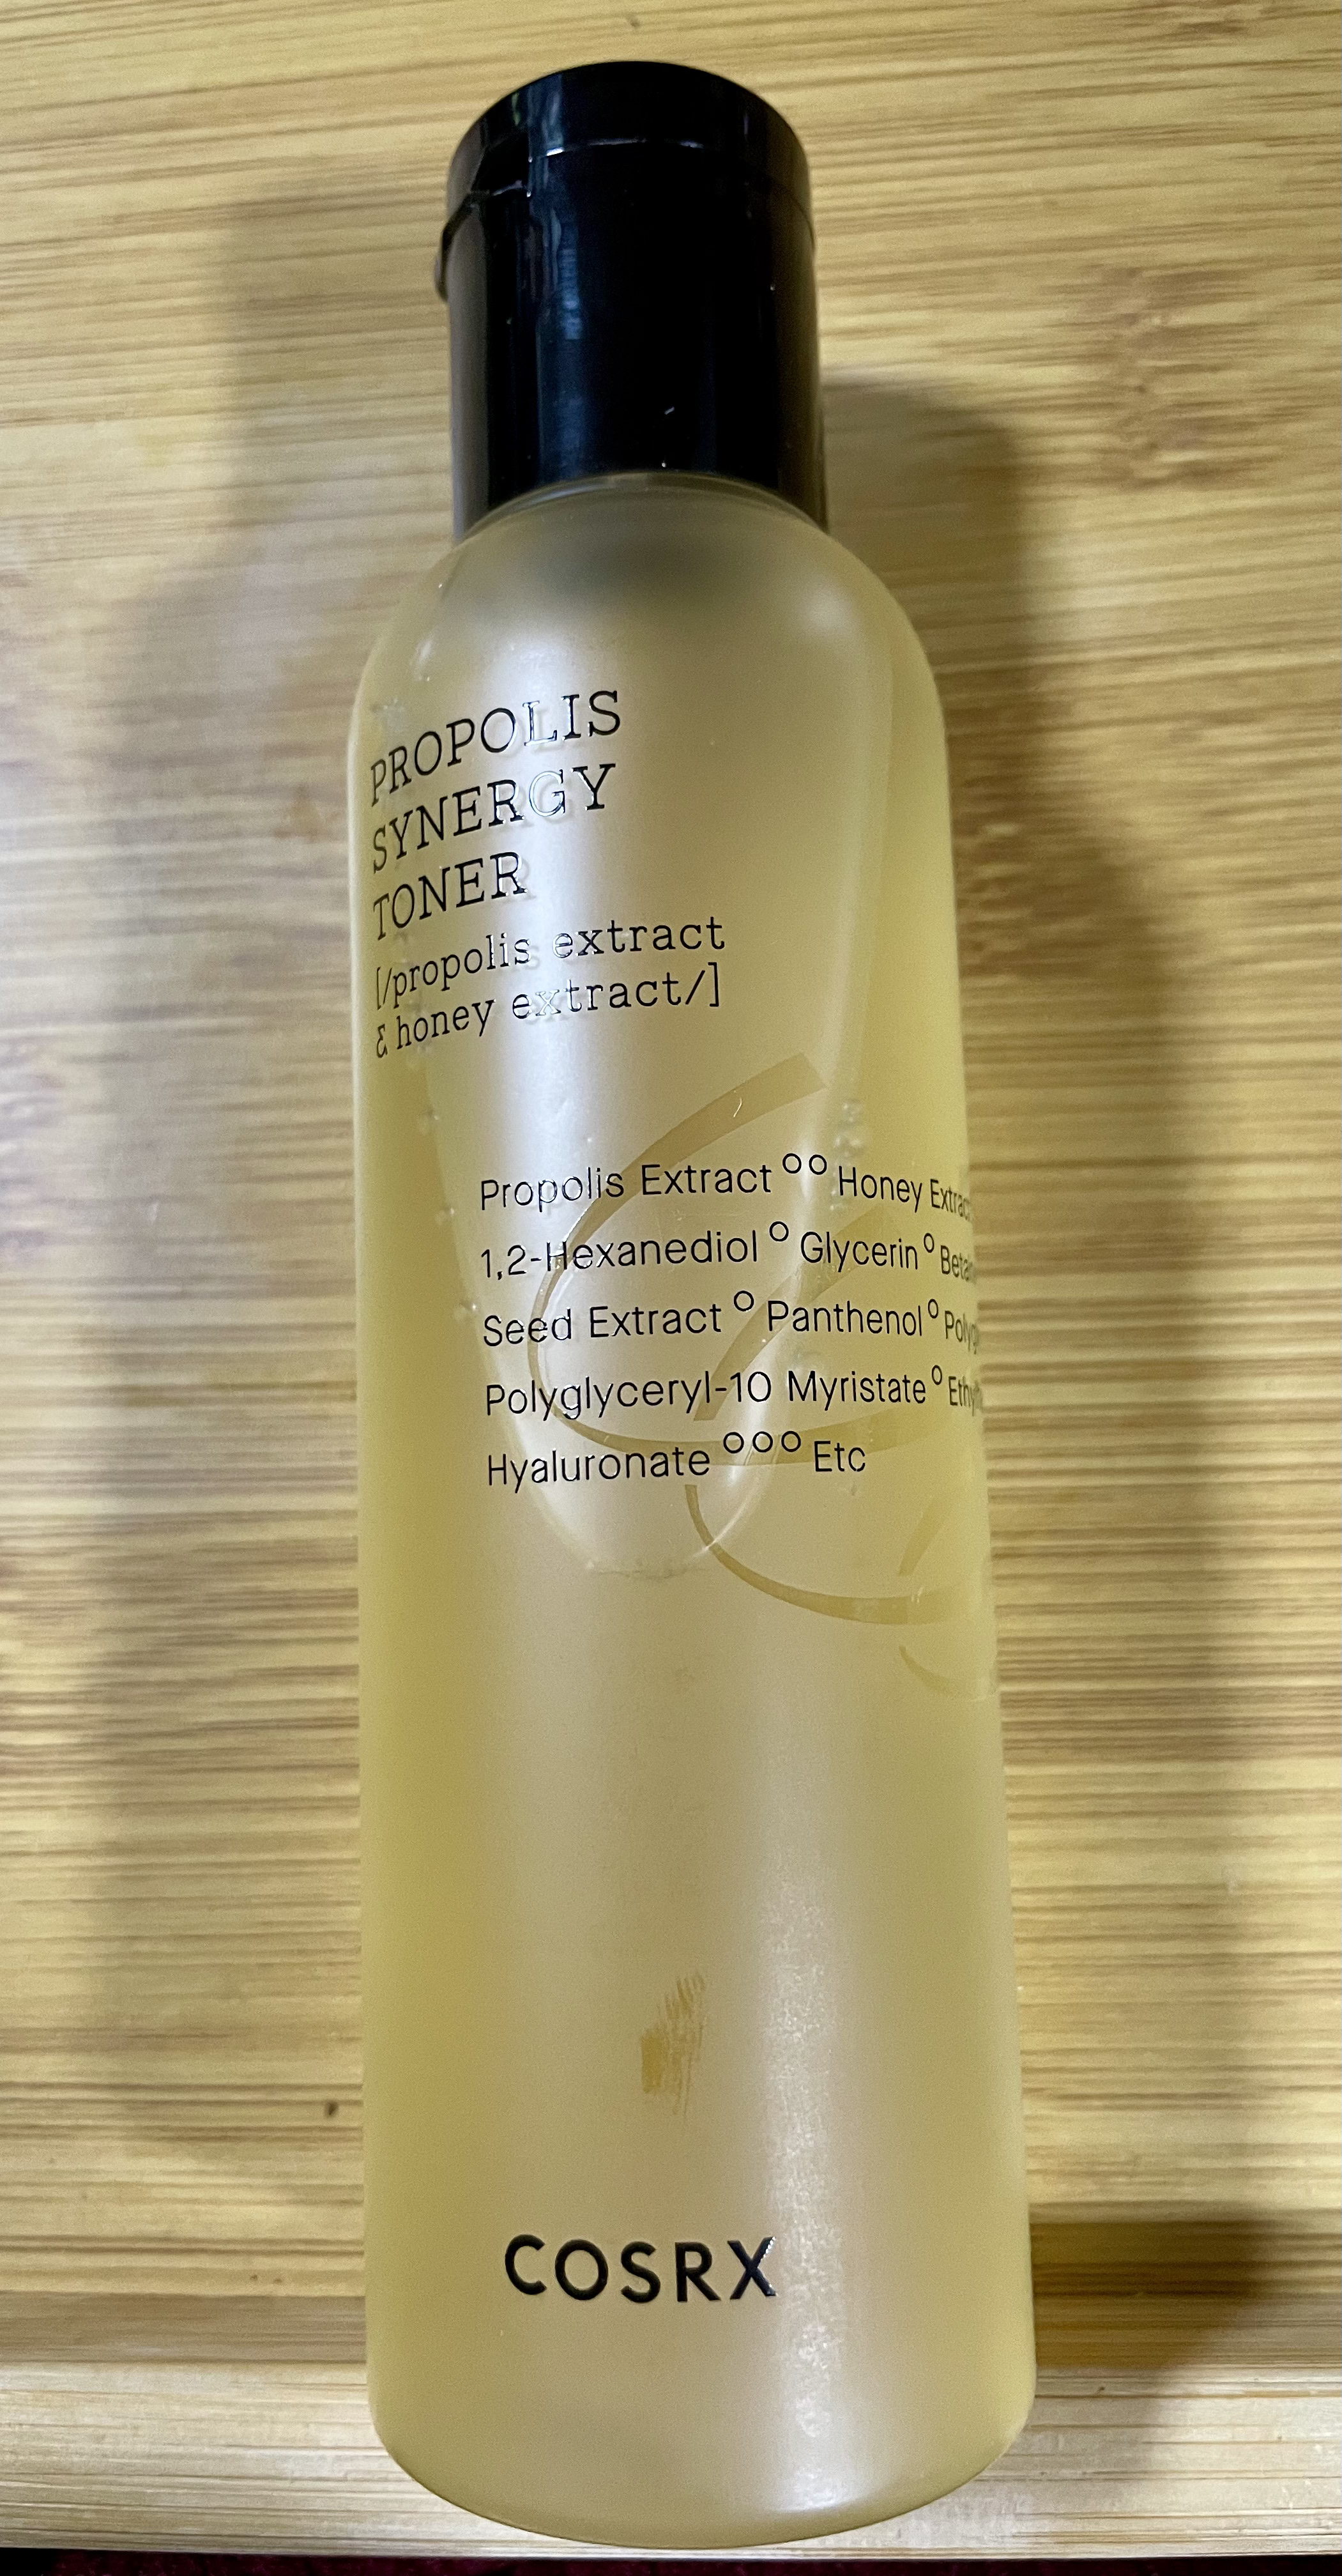 PROPOLIS
SYNERGY
TONER
[/propolis extract
& honey extract/]
Propolis Extract °° Honey
1,2-Hexanediol ° Glycerin °
Seed Extract ° Panthenol °
Polyglyceryl-10 Myristate °
Hyaluronate °°° Etc
COSRX